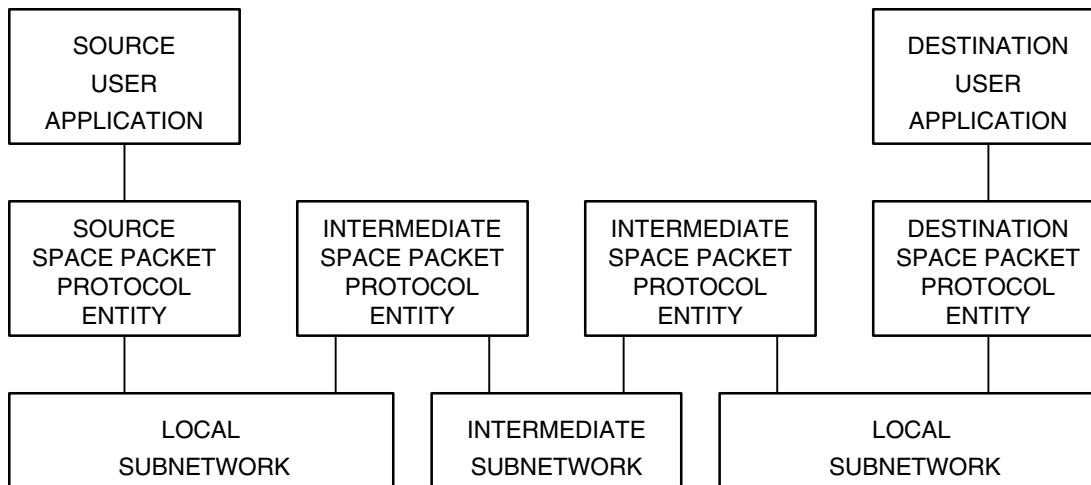 SOURCE
USER
APPLICATION
DESTINATION
USER
APPLICATION
SOURCE
SPACE PACKET
PROTOCOL
ENTITY
INTERMEDIATE
SPACE PACKET
PROTOCOL
ENTITY
INTERMEDIATE
SPACE PACKET
PROTOCOL
ENTITY
DESTINATION
SPACE PACKET
PROTOCOL
ENTITY
LOCAL
SUBNETWORK
INTERMEDIATE
SUBNETWORK
LOCAL
SUBNETWORK